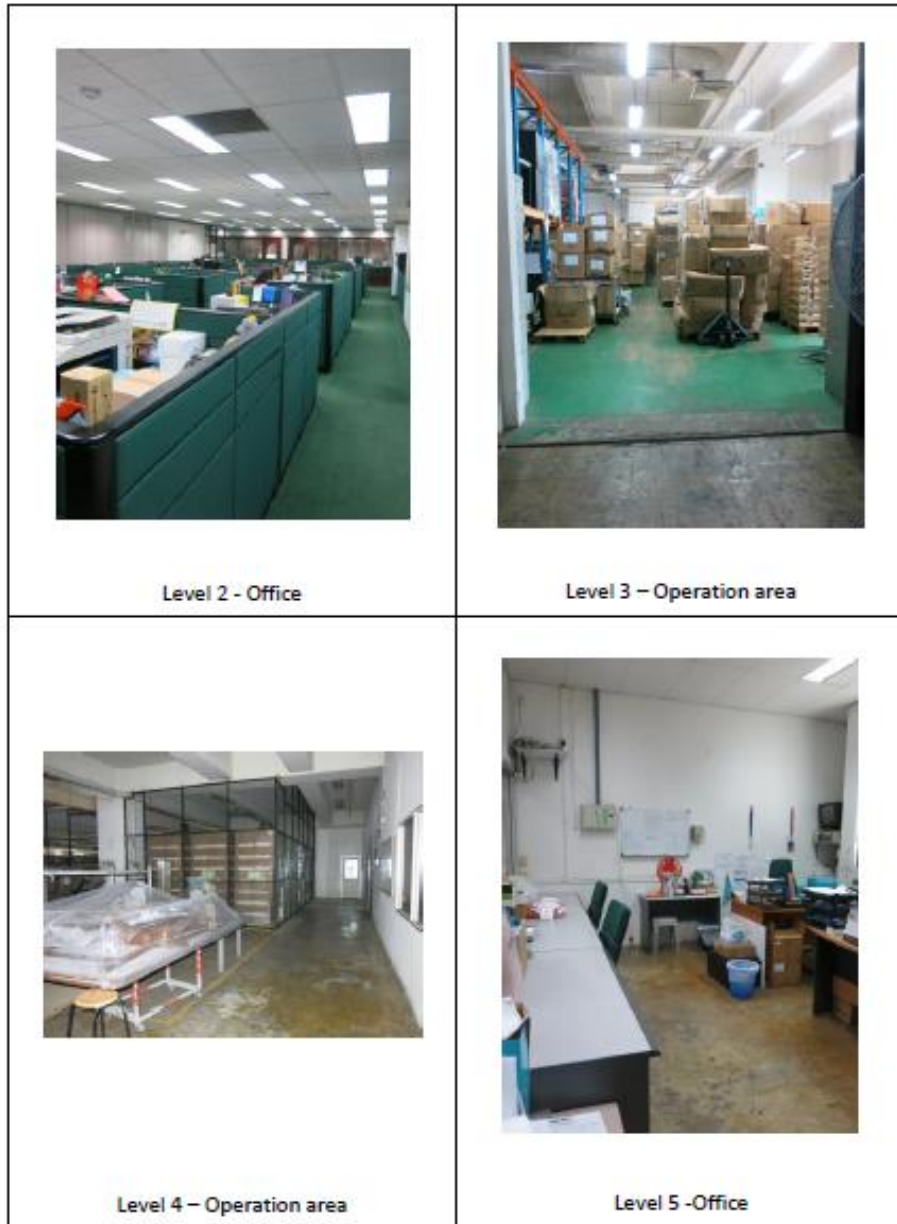 Level 2 - Office
Level 3 – Operation area
Level 4 – Operation area
Level 5 -Office